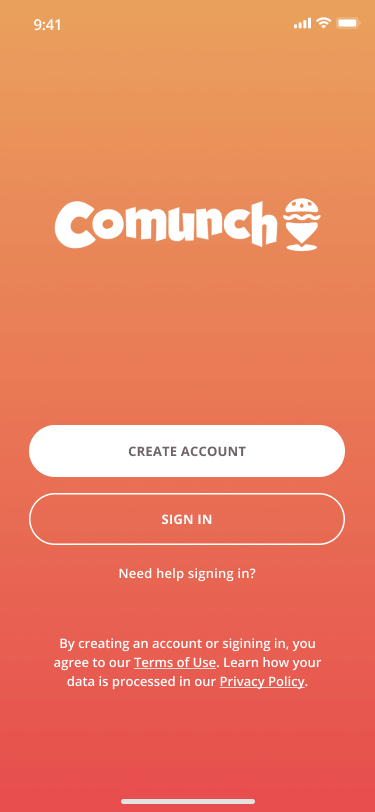 9:41
Comunch
CREATE ACCOUNT
SIGN IN
Need help signing in?
By creating an account or sigining in, you
agree to our Terms of Use. Learn how your
data is processed in our Privacy Policy.